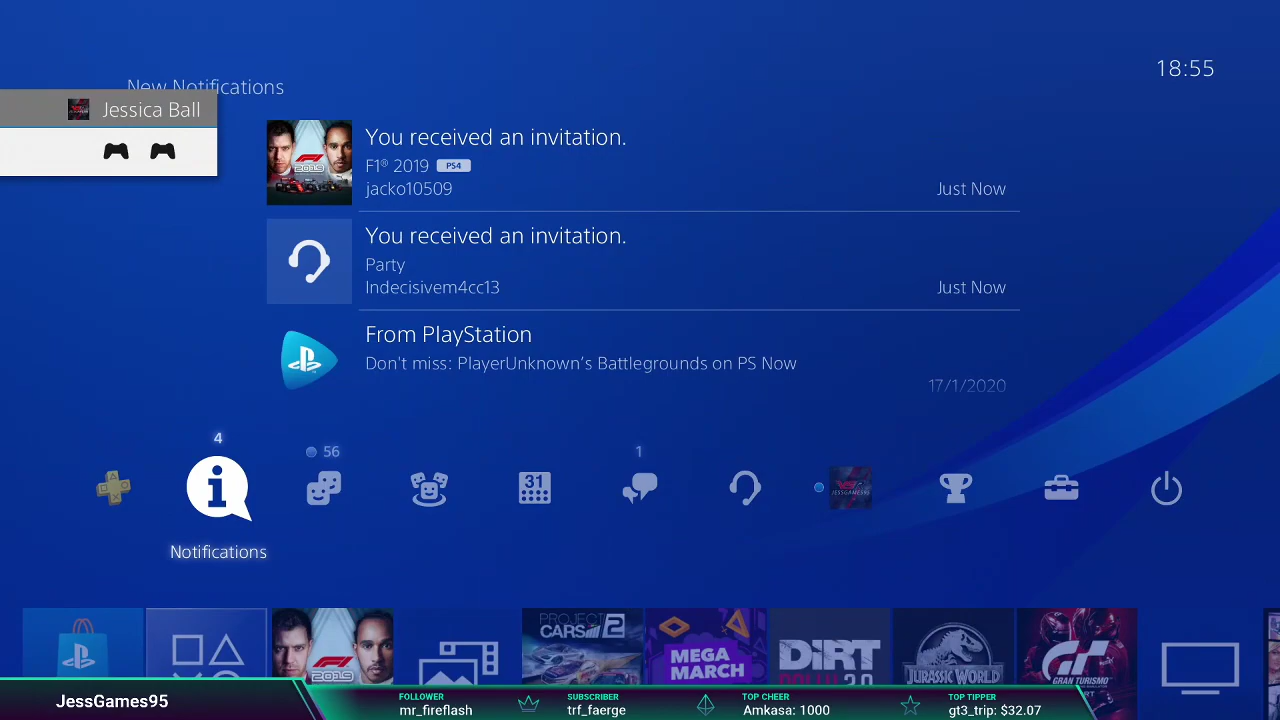 18:55
New Notifications
Jessica Ball
You received an invitation.
F1® 2019 PS4
jacko10509
Just Now
You received an invitation.
Party
Indecisivem4cc13
Just Now
From PlayStation
Don't miss: PlayerUnknown's Battlegrounds on PS Now
17/1/2020
4
56
1
31
JESSGAMES95
Notifications
2019
PROJECT
CARS 2
MEGA
MARCH
DiRT
JURASSIC WORLD
GRAN TURISMO
JessGames95
FOLLOWER
mr_fireflash
SUBSCRIBER
trf_faerge
TOP CHEER
Amkasa: 1000
TOP TIPPER
gt3_trip: $32.07